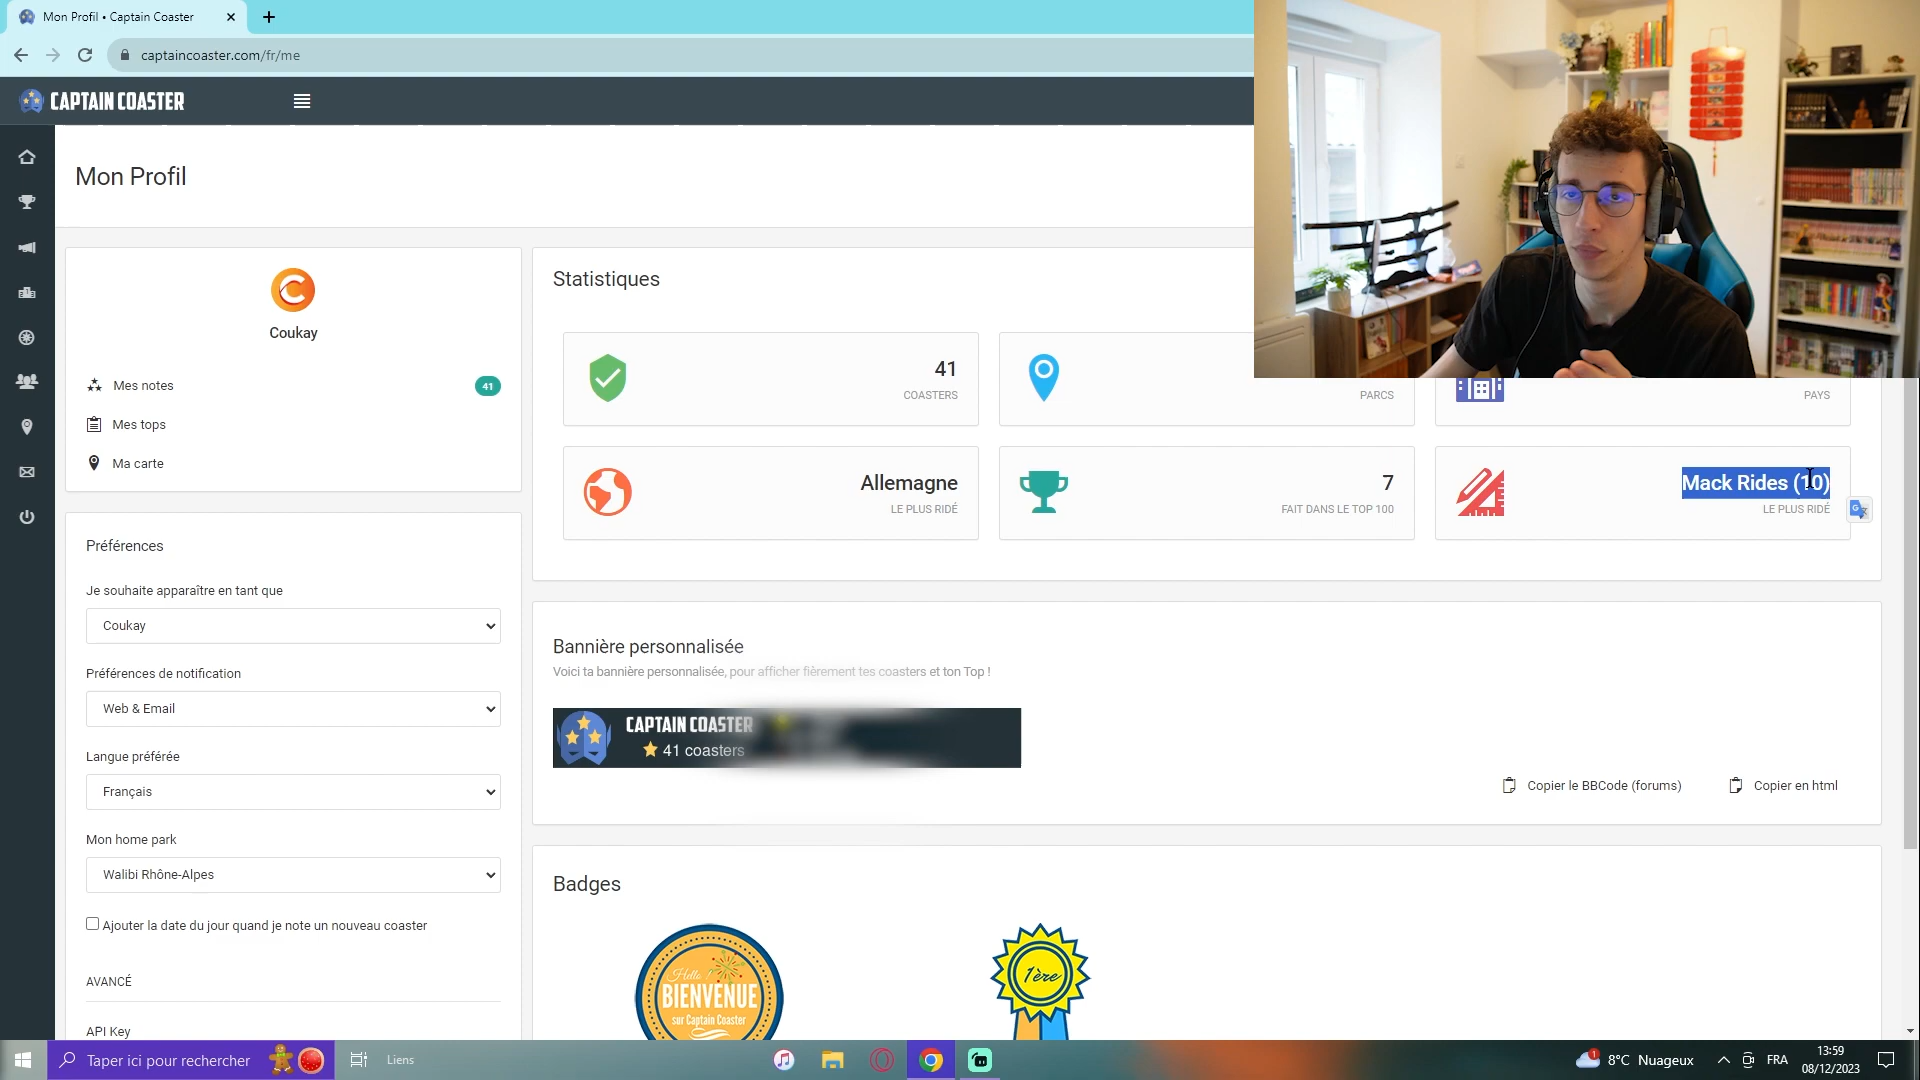 Mon Profil • Captain Coaster
captaincoaster.com/fr/me
CAPTAIN COASTER
Mon Profil
Coukay
Mes notes
41
Mes tops
Ma carte
Préférences
Je souhaite apparaître en tant que
Coukay
Préférences de notification
Web & Email
Langue préférée
Français
Mon home park
Walibi Rhône-Alpes
Ajouter la date du jour quand je note un nouveau coaster
AVANCÉ
API Key
Statistiques
41
COASTERS
PARCS
PAYS
Allemagne
LE PLUS RIDÉ
7
FAIT DANS LE TOP 100
Mack Rides (10)
LE PLUS RIDÉ
Bannière personnalisée
Voici ta bannière personnalisée, pour afficher fièrement tes coasters et ton Top !
CAPTAIN COASTER
41 coasters
Copier le BBCode (forums)
Copier en html
Badges
Hello !
BIENVENUE
sur Captain Coaster
1ère
Taper ici pour rechercher
Liens
1
8°C Nuageux
FRA
13:59
08/12/2023